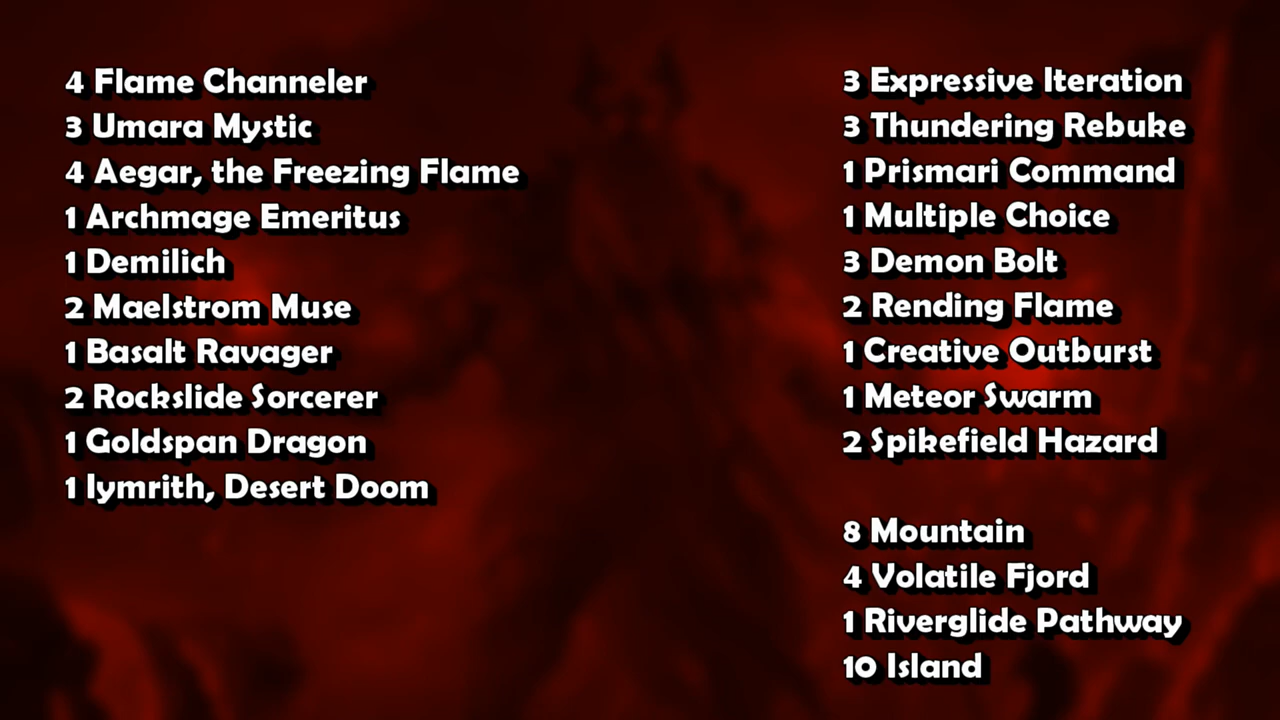 4 Flame Channeler
3 Umara Mystic
4 Aegar, the Freezing Flame
1 Archmage Emeritus
1 Demilich
2 Maelstrom Muse
1 Basalt Ravager
2 Rockslide Sorcerer
1 Goldspan Dragon
1 Iymrith, Desert Doom
3 Expressive Iteration
3 Thundering Rebuke
1 Prismari Command
1 Multiple Choice
3 Demon Bolt
2 Rending Flame
1 Creative Outburst
1 Meteor Swarm
2 Spikefield Hazard
8 Mountain
4 Volatile Fjord
1 Riverglide Pathway
10 Island